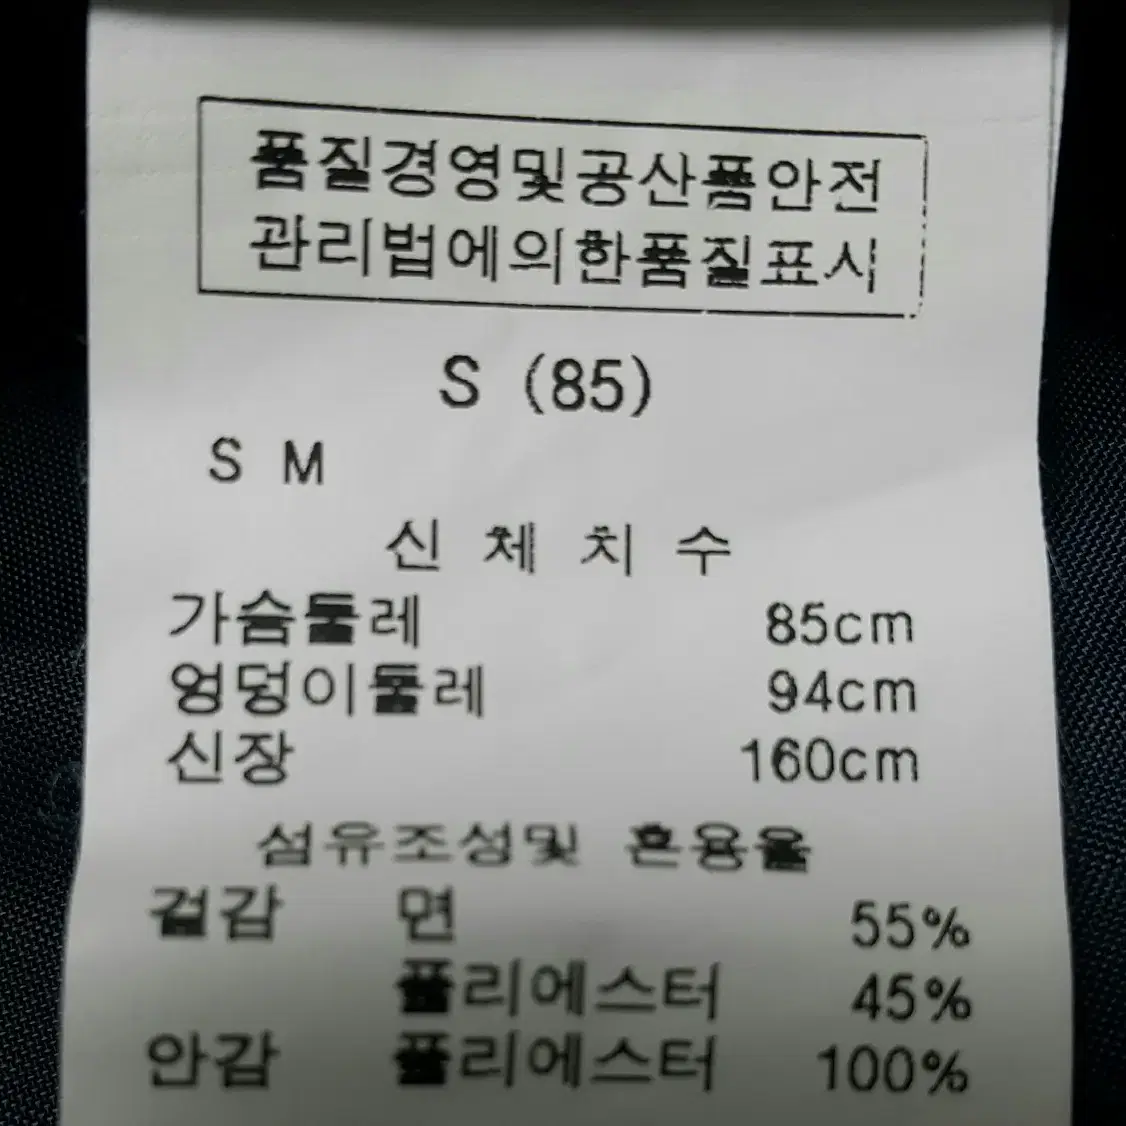 품질경영및공산품안전
관리법에의한품질표시
S (85)
S M
신 체 치 수
가슴둘레 85cm
엉덩이둘레 94cm
신장 160cm
섬유조성및 혼용율
겉감 면 55%
폴리에스터 45%
안감 폴리에스터 100%